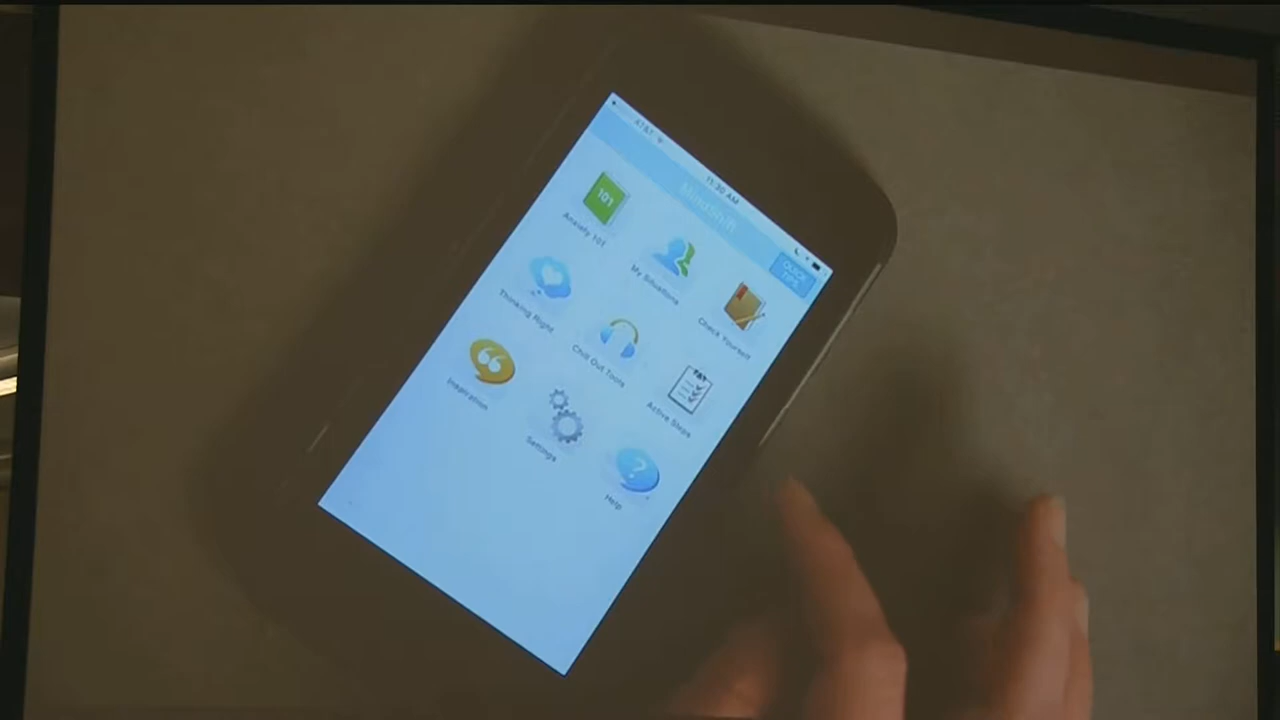 AT&T
11:30 AM
MindShift
QUICK
TIPS
101
Anxiety 101
My Situations
Check Yourself
Thinking Right
Chill Out Tools
TEST
Active Steps
Inspiration
Settings
Help